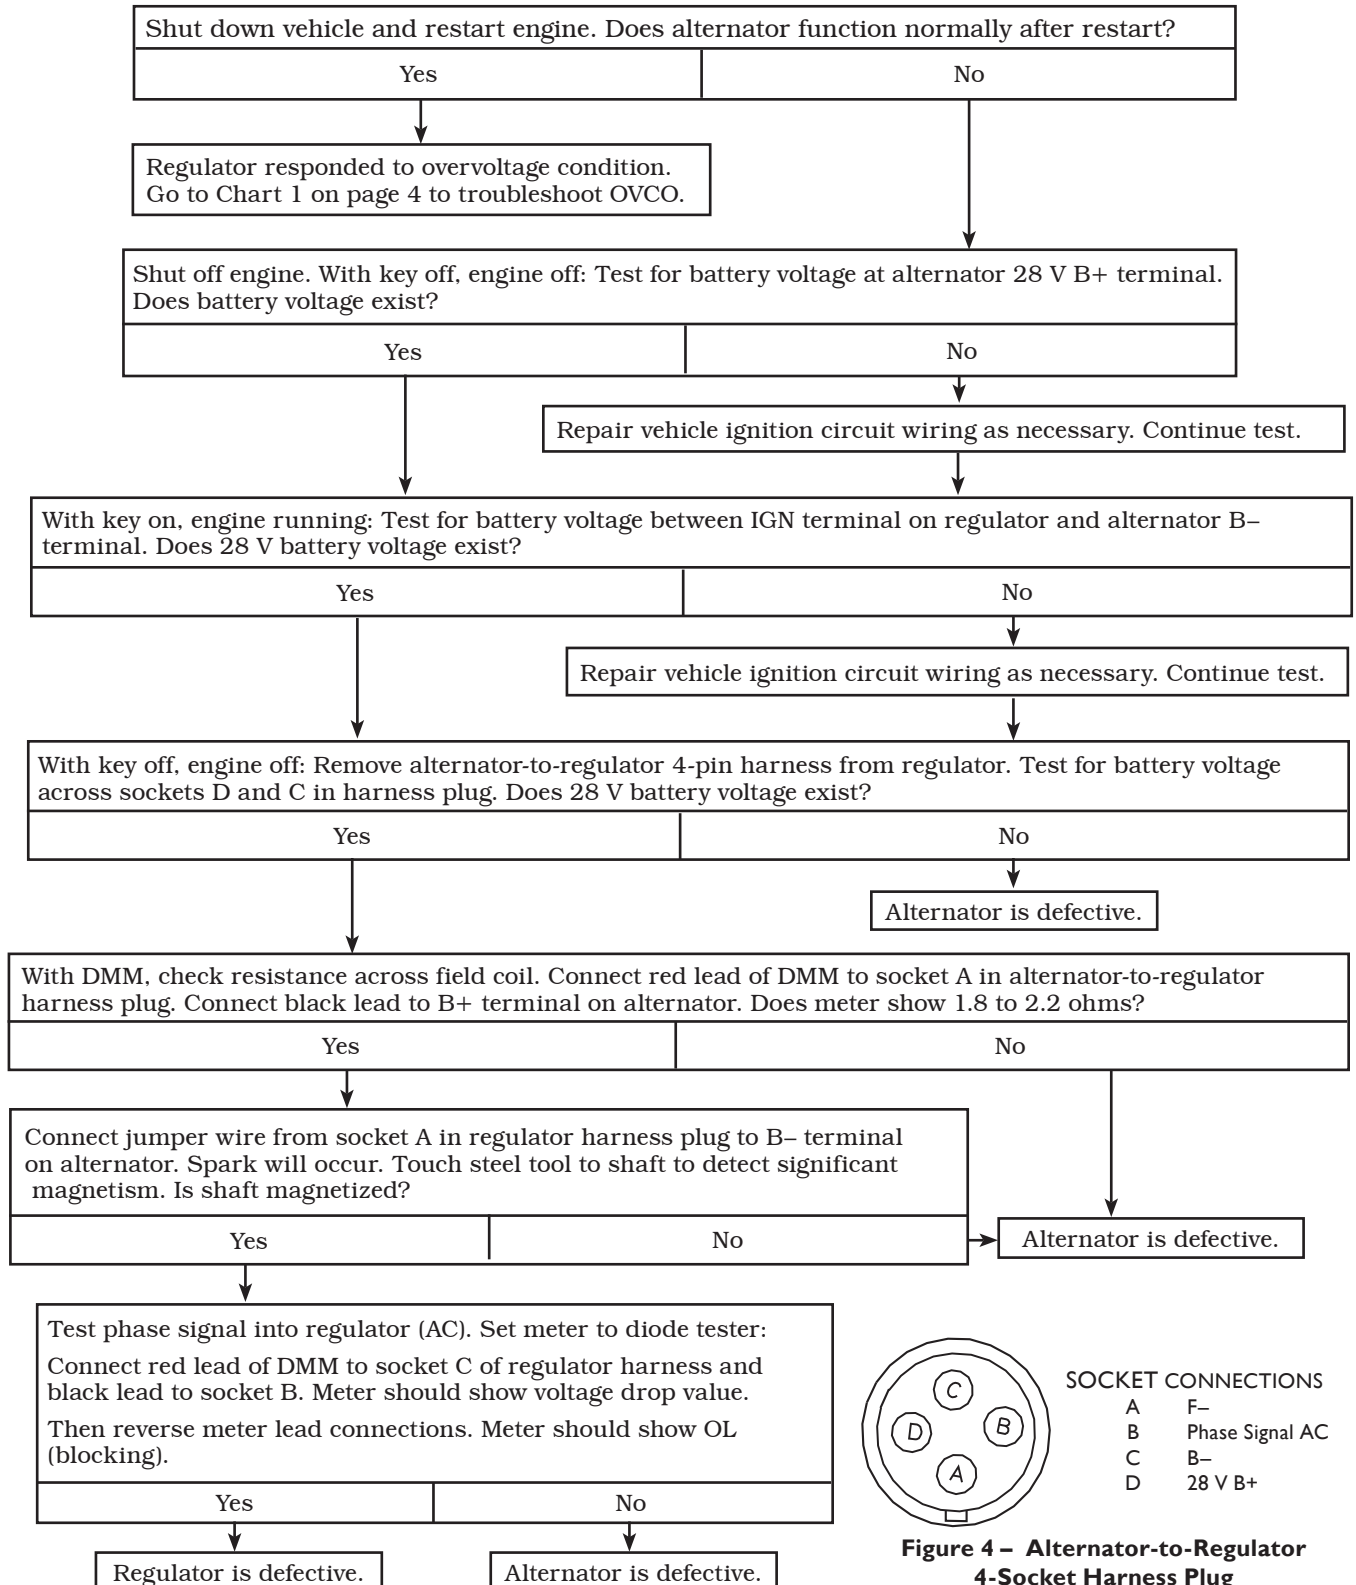 Shut down vehicle and restart engine. Does alternator function normally after restart?
Yes
No
Regulator responded to overvoltage condition.
Go to Chart 1 on page 4 to troubleshoot OVCO.
Shut off engine. With key off, engine off: Test for battery voltage at alternator 28 V B+ terminal.
Does battery voltage exist?
Yes
No
Repair vehicle ignition circuit wiring as necessary. Continue test.
With key on, engine running: Test for battery voltage between IGN terminal on regulator and alternator B–
terminal. Does 28 V battery voltage exist?
Yes
No
Repair vehicle ignition circuit wiring as necessary. Continue test.
With key off, engine off: Remove alternator-to-regulator 4-pin harness from regulator. Test for battery voltage
across sockets D and C in harness plug. Does 28 V battery voltage exist?
Yes
No
Alternator is defective.
With DMM, check resistance across field coil. Connect red lead of DMM to socket A in alternator-to-regulator
harness plug. Connect black lead to B+ terminal on alternator. Does meter show 1.8 to 2.2 ohms?
Yes
No
Connect jumper wire from socket A in regulator harness plug to B– terminal
on alternator. Spark will occur. Touch steel tool to shaft to detect significant
magnetism. Is shaft magnetized?
Yes
No
Alternator is defective.
Test phase signal into regulator (AC). Set meter to diode tester:
Connect red lead of DMM to socket C of regulator harness and
black lead to socket B. Meter should show voltage drop value.
Then reverse meter lead connections. Meter should show OL
(blocking).
Yes
No
Regulator is defective.
Alternator is defective.
C
D
B
A
SOCKET CONNECTIONS
A F–
B Phase Signal AC
C B–
D 28 V B+
Figure 4 – Alternator-to-Regulator
4-Socket Harness Plug